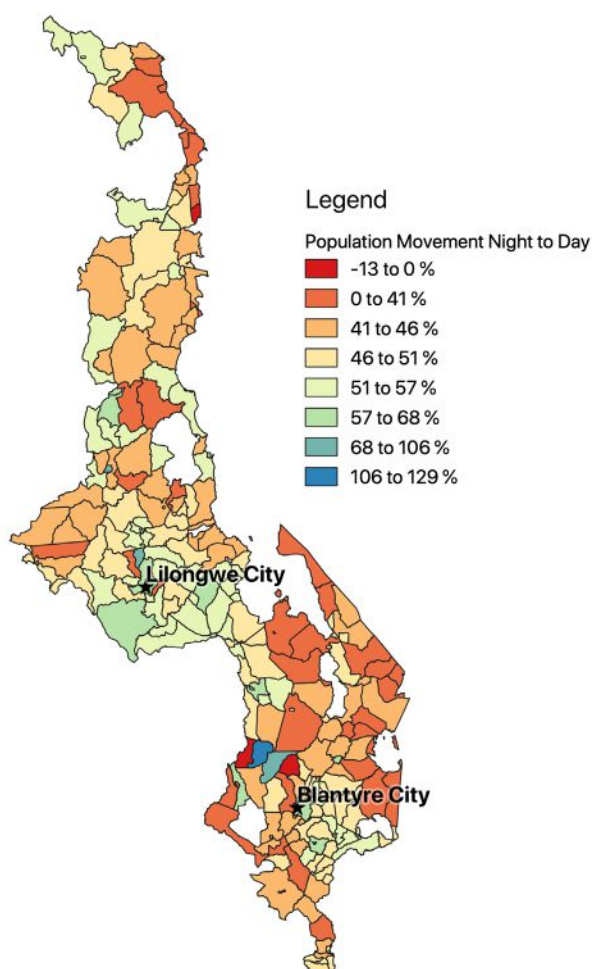 Legend
Population Movement Night to Day
-13 to 0 %
0 to 41 %
41 to 46 %
46 to 51 %
51 to 57 %
57 to 68 %
68 to 106 %
106 to 129 %
Lilongwe City
Blantyre City